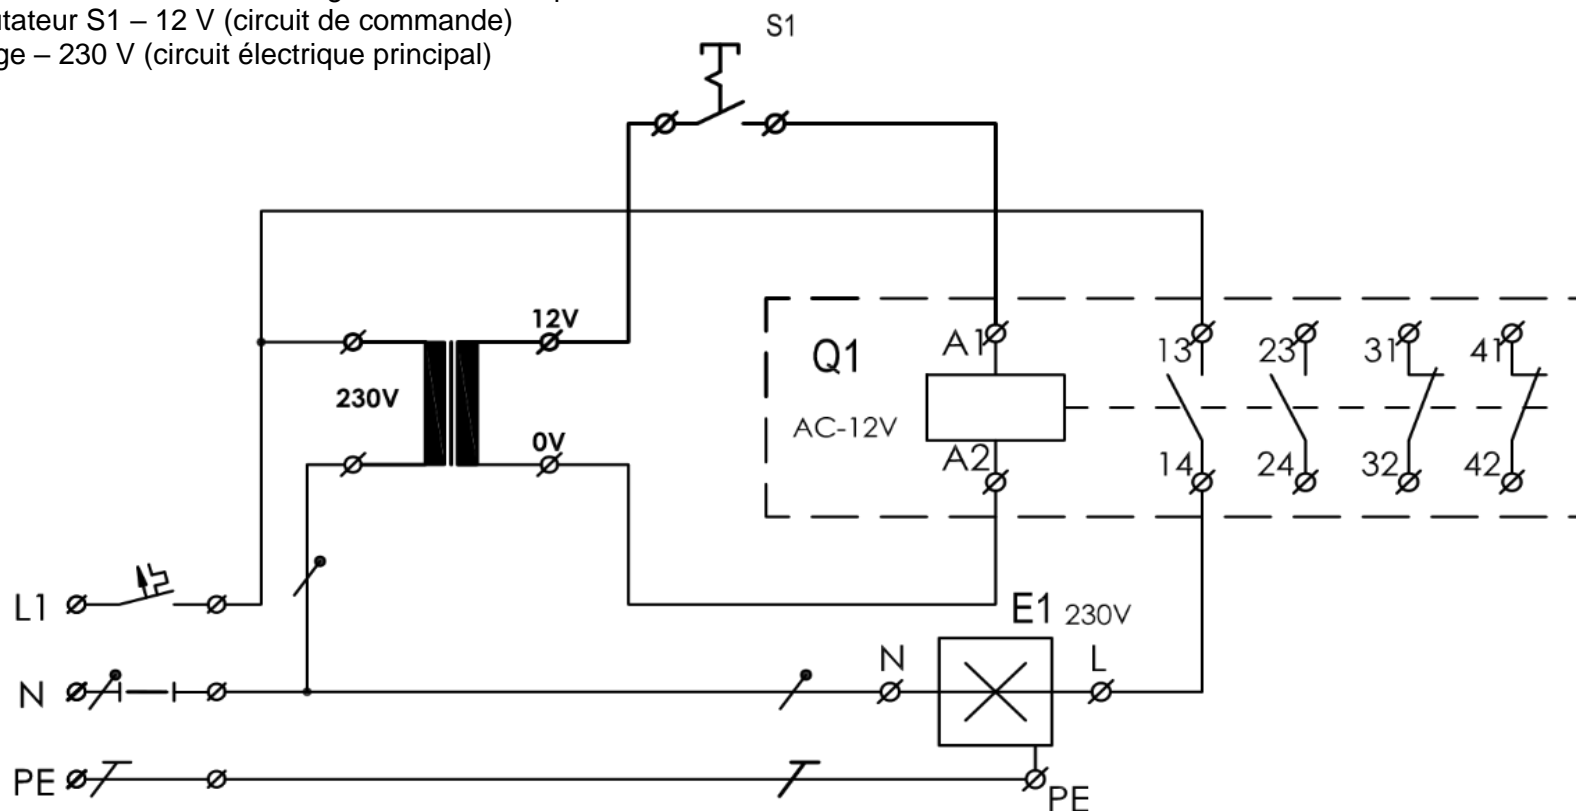 utateur S1 – 12 V (circuit de commande)
ge – 230 V (circuit électrique principal)
S1
12V
230V
0V
Q1
AC-12V
A1
A2
13 23 31 41
14 24 32 42
L1
E1 230V
N
N L
PE
PE